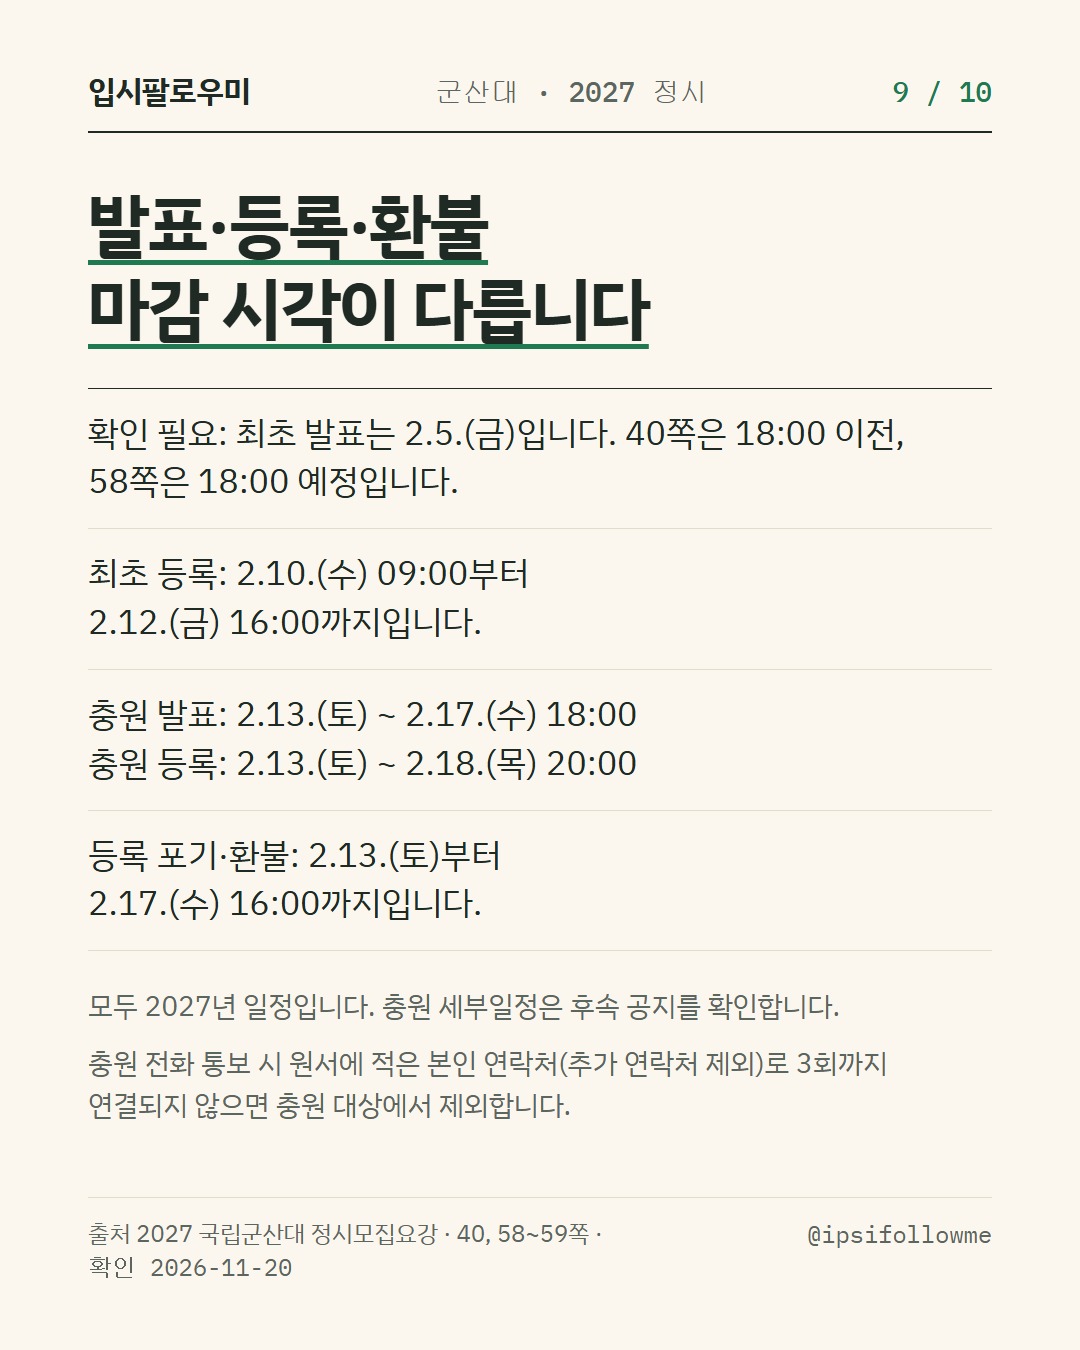 입시팔로우미
군산대 · 2027 정시
9 / 10
발표·등록·환불
마감 시각이 다릅니다
확인 필요: 최초 발표는 2.5.(금)입니다. 40쪽은 18:00 이전,
58쪽은 18:00 예정입니다.
최초 등록: 2.10.(수) 09:00부터
2.12.(금) 16:00까지입니다.
충원 발표: 2.13.(토) ~ 2.17.(수) 18:00
충원 등록: 2.13.(토) ~ 2.18.(목) 20:00
등록 포기·환불: 2.13.(토)부터
2.17.(수) 16:00까지입니다.
모두 2027년 일정입니다. 충원 세부일정은 후속 공지를 확인합니다.
충원 전화 통보 시 원서에 적은 본인 연락처(추가 연락처 제외)로 3회까지
연결되지 않으면 충원 대상에서 제외합니다.
출처 2027 국립군산대 정시모집요강 · 40, 58~59쪽 ·
확인 2026-11-20
@ipsifollowme